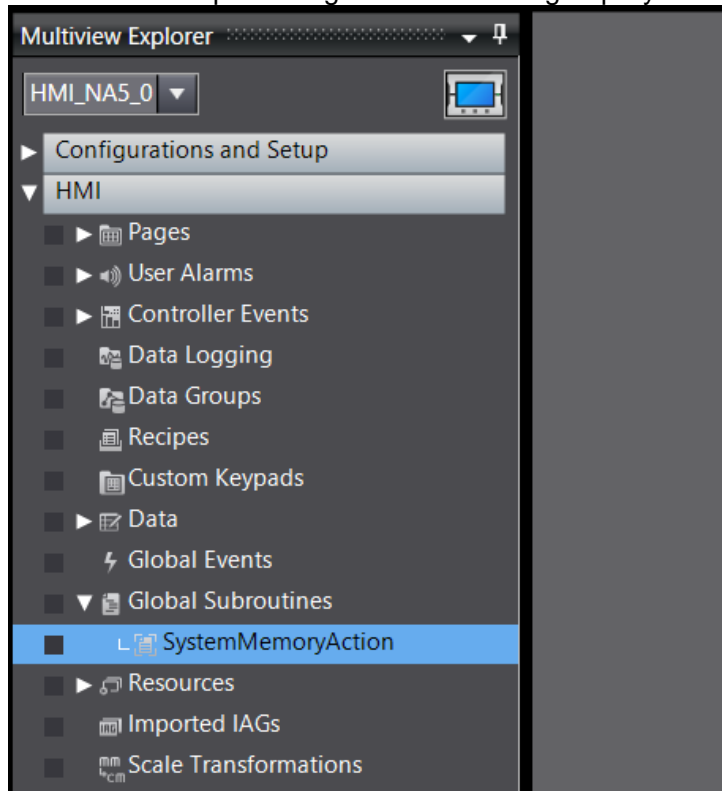 Multiview Explorer
HMI_NA5_0
Configurations and Setup
HMI
Pages
User Alarms
Controller Events
Data Logging
Data Groups
Recipes
Custom Keypads
Data
Global Events
Global Subroutines
SystemMemoryAction
Resources
Imported IAGs
Scale Transformations